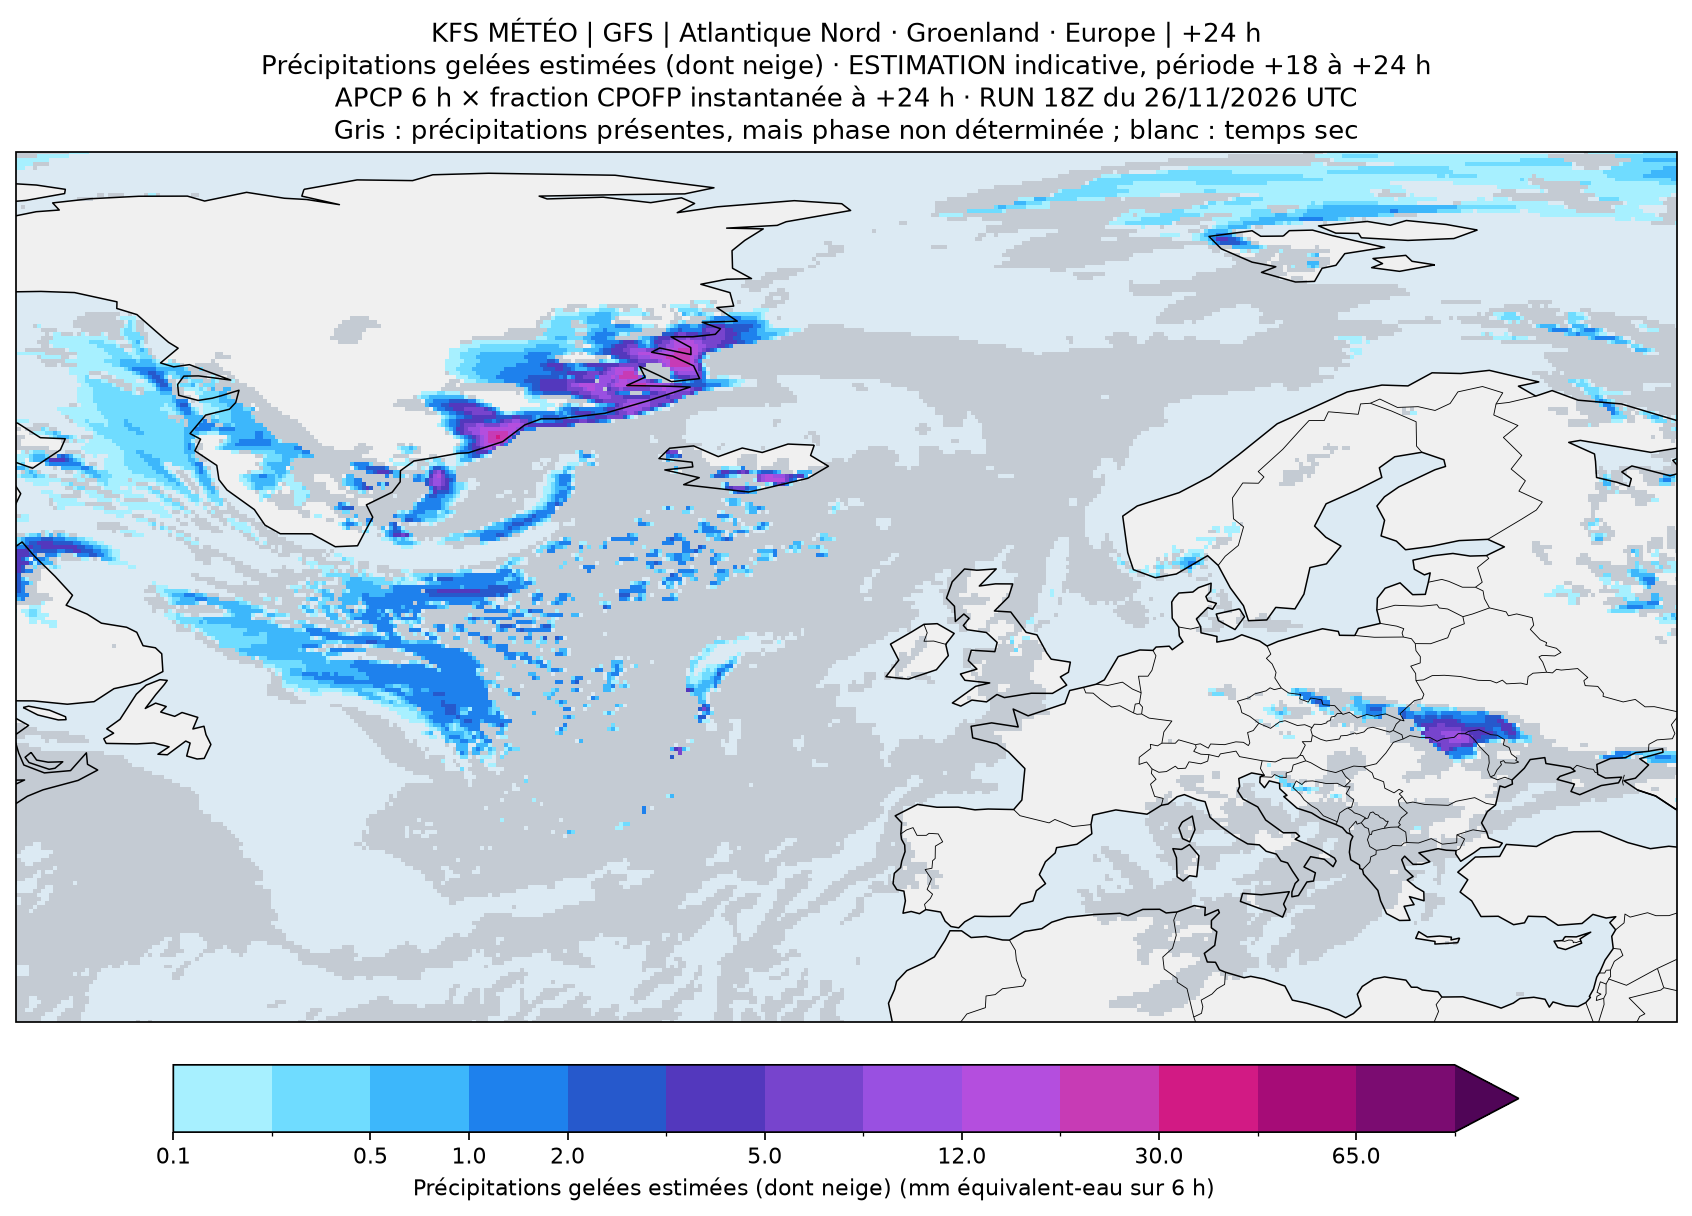 KFS MÉTÉO | GFS | Atlantique Nord · Groenland · Europe | +24 h
Précipitations gelées estimées (dont neige) · ESTIMATION indicative, période +18 à +24 h
APCP 6 h × fraction CPOFP instantanée à +24 h · RUN 18Z du 26/11/2026 UTC
Gris : précipitations présentes, mais phase non déterminée ; blanc : temps sec
0.1 0.5 1.0 2.0 5.0 12.0 30.0 65.0
Précipitations gelées estimées (dont neige) (mm équivalent-eau sur 6 h)